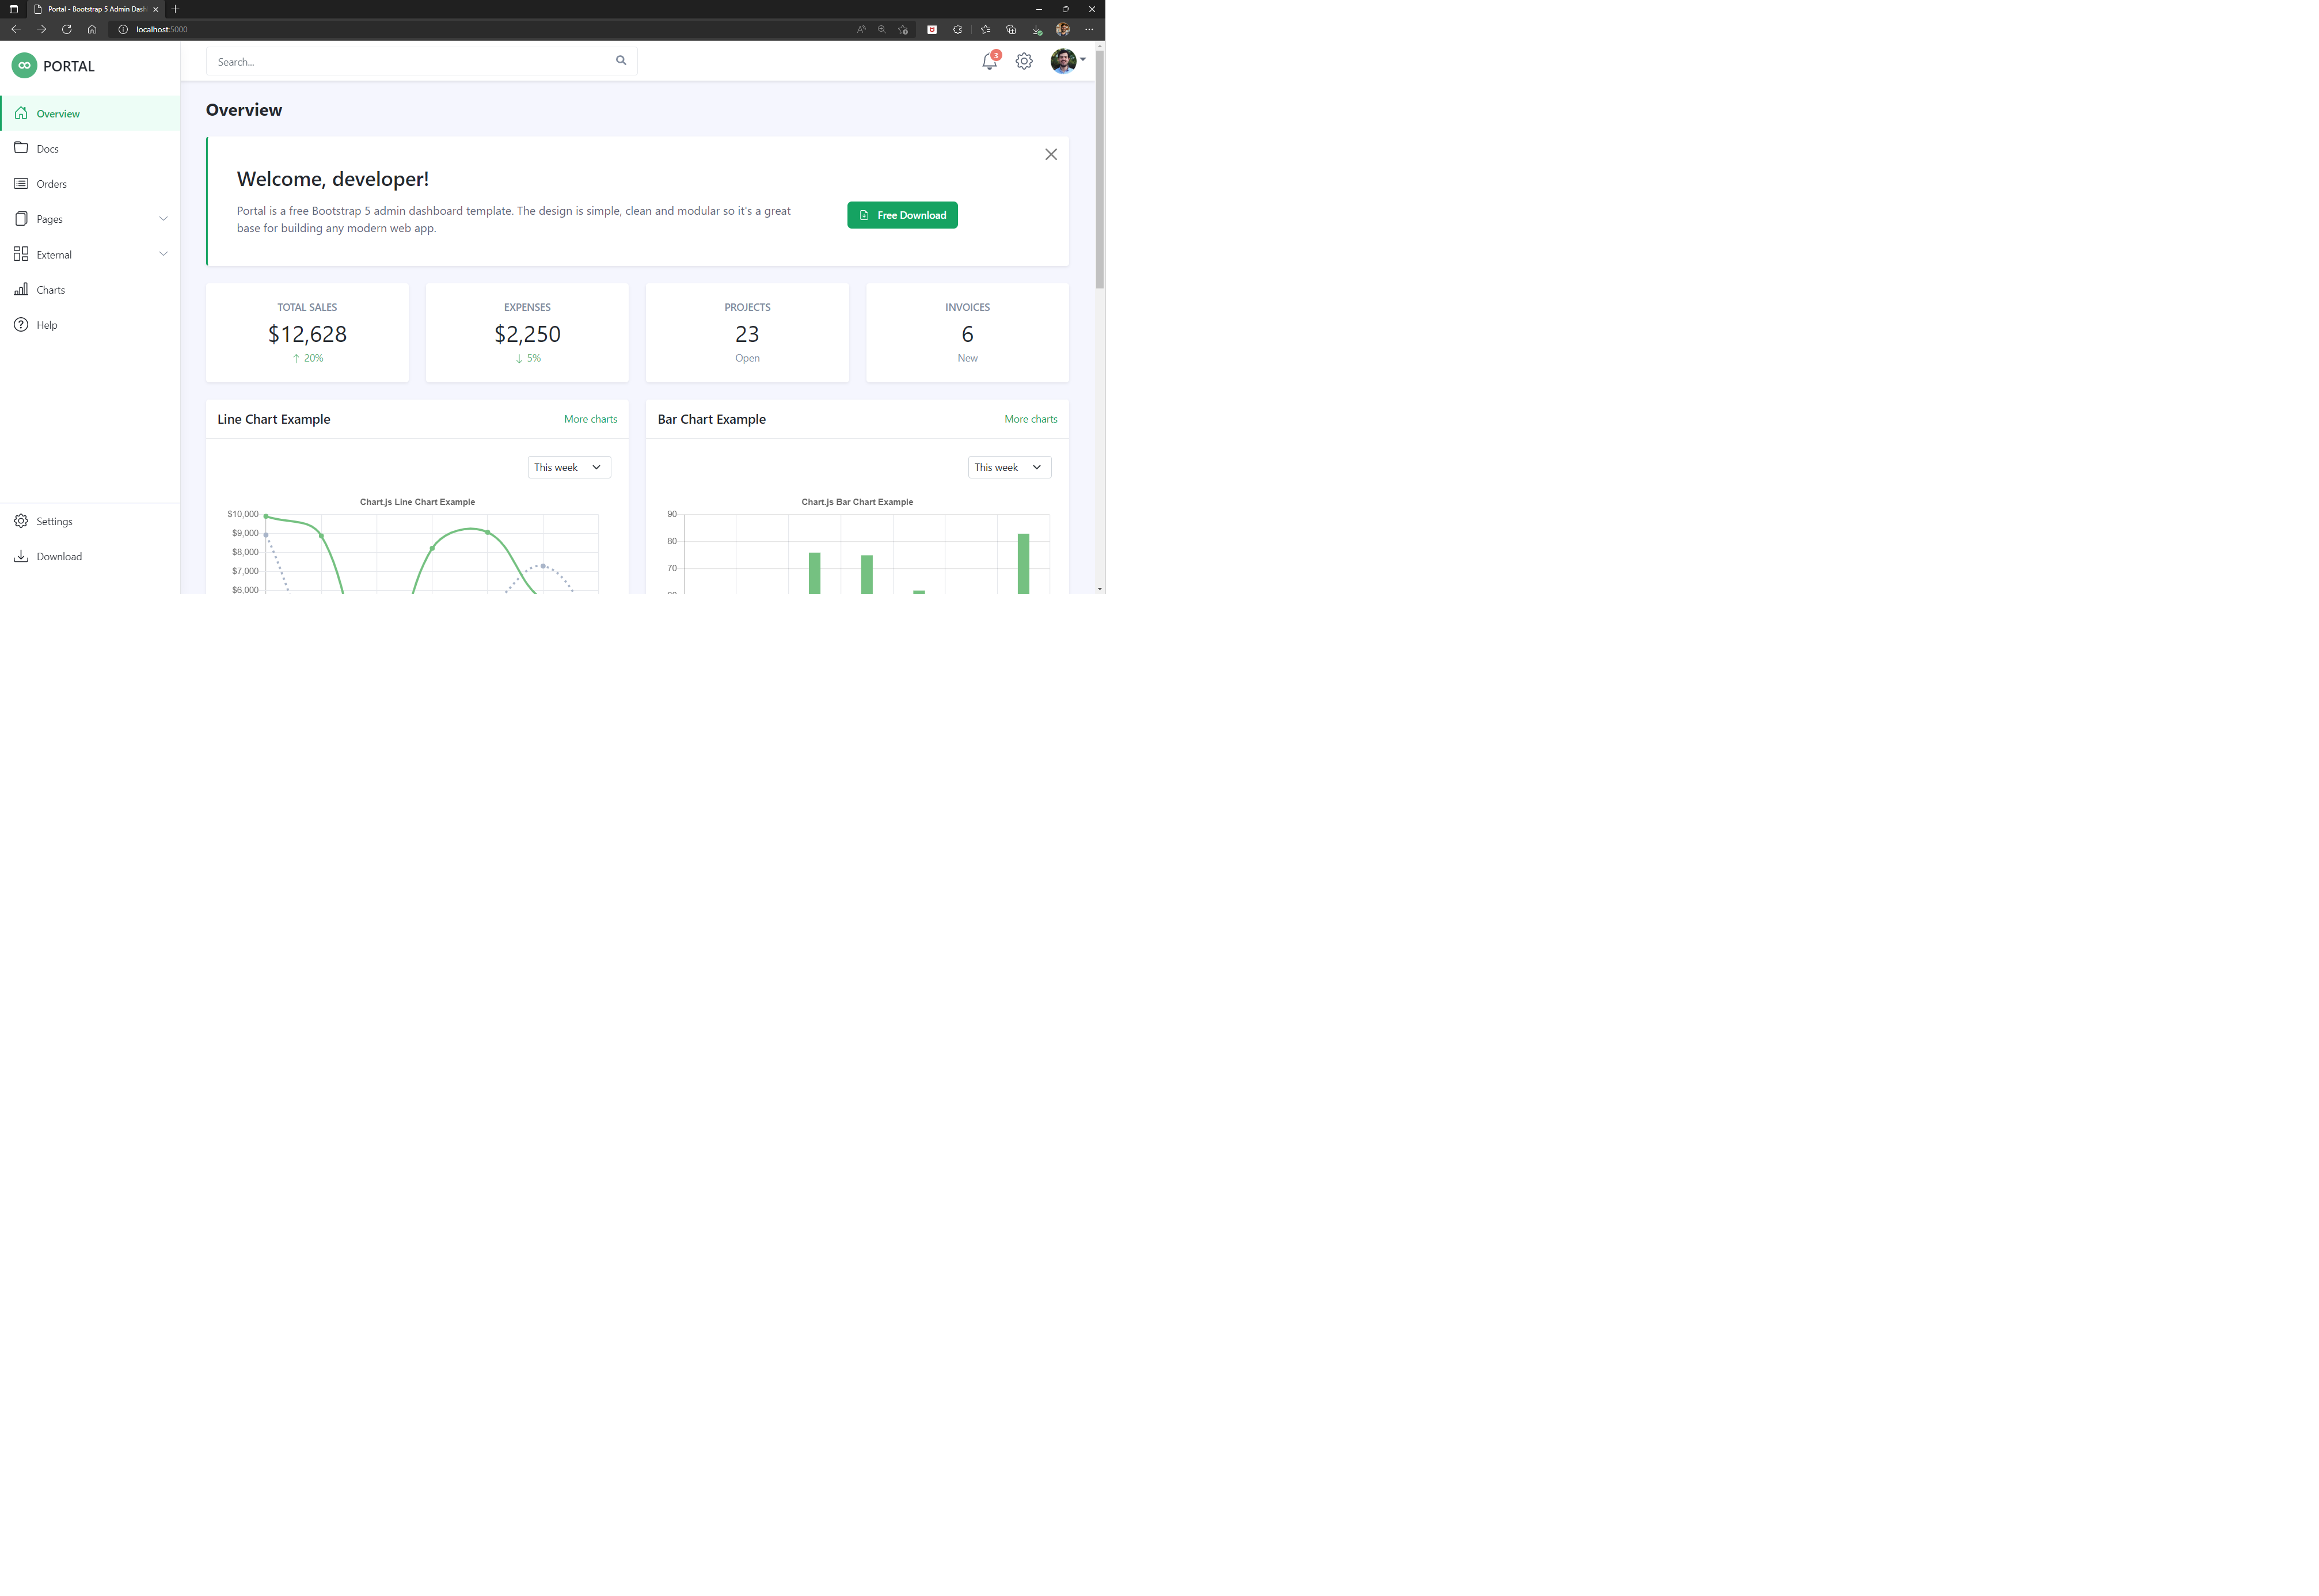 Portal - Bootstrap 5 Admin Dash
localhost:5000
PORTAL
Search...
3
Overview
Docs
Orders
Pages
External
Charts
Help
Settings
Download
Overview
Welcome, developer!
Portal is a free Bootstrap 5 admin dashboard template. The design is simple, clean and modular so it's a great
base for building any modern web app.
Free Download
TOTAL SALES
$12,628
20%
EXPENSES
$2,250
5%
PROJECTS
23
Open
INVOICES
6
New
Line Chart Example
More charts
This week
Chart.js Line Chart Example
$10,000
$9,000
$8,000
$7,000
$6,000
Bar Chart Example
More charts
This week
Chart.js Bar Chart Example
90
80
70